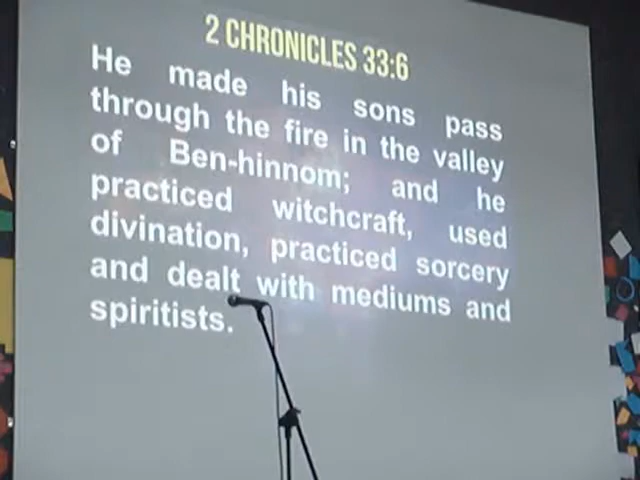 2 CHRONICLES 33:6
He made his sons pass
through the fire in the valley
of Ben-hinnom; and he
practiced witchcraft, used
divination, practiced sorcery
and dealt with mediums and
spiritists.